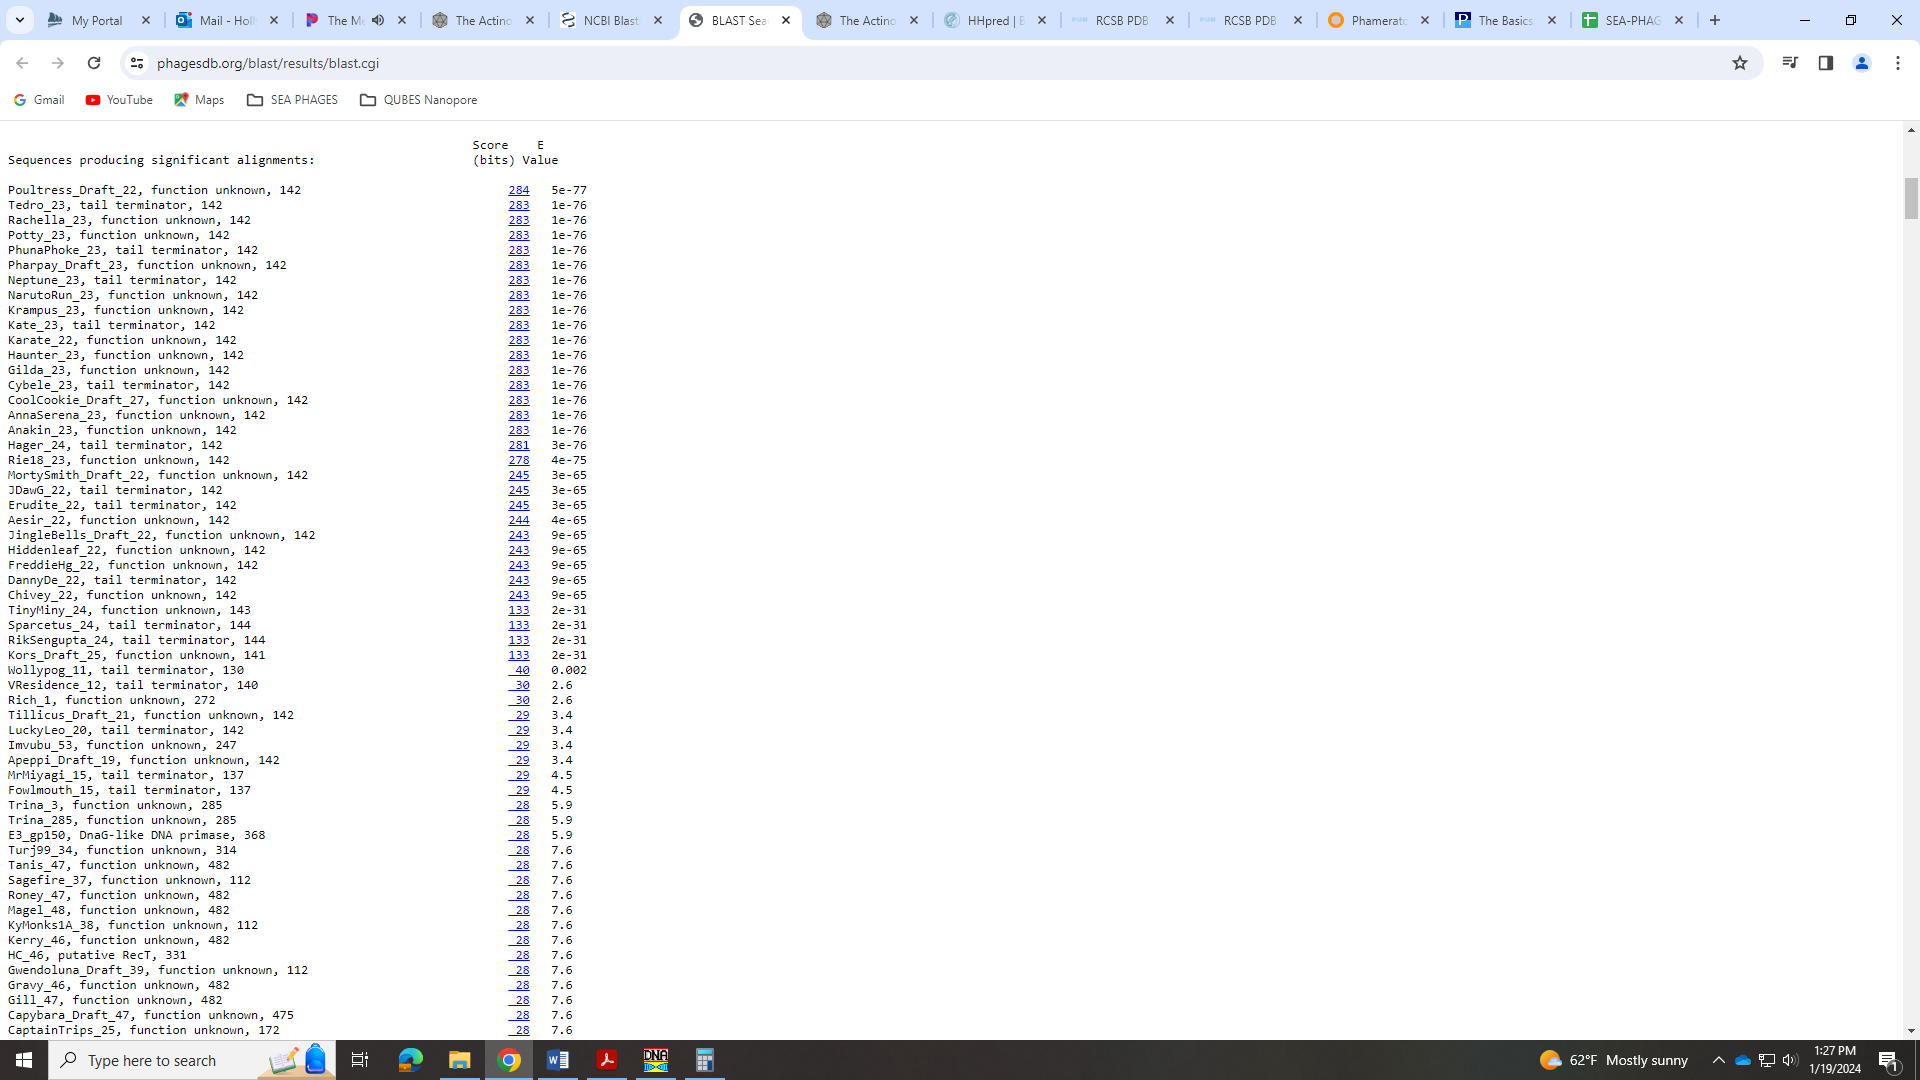 My Portal
Mail - Holl
The Me
The Actino
NCBI Blast
BLAST Sea
The Actino
HHpred | B
RCSB PDB
RCSB PDB
Phamerato
The Basics
SEA-PHAG
phagesdb.org/blast/results/blast.cgi
Gmail YouTube Maps SEA PHAGES QUBES Nanopore
Score E
Sequences producing significant alignments: (bits) Value
Poultress_Draft_22, function unknown, 142 284 5e-77
Tedro_23, tail terminator, 142 283 1e-76
Rachella_23, function unknown, 142 283 1e-76
Potty_23, function unknown, 142 283 1e-76
PhunaPhoke_23, tail terminator, 142 283 1e-76
Pharpay_Draft_23, function unknown, 142 283 1e-76
Neptune_23, tail terminator, 142 283 1e-76
NarutoRun_23, function unknown, 142 283 1e-76
Krampus_23, function unknown, 142 283 1e-76
Kate_23, tail terminator, 142 283 1e-76
Karate_22, function unknown, 142 283 1e-76
Haunter_23, function unknown, 142 283 1e-76
Gilda_23, function unknown, 142 283 1e-76
Cybele_23, tail terminator, 142 283 1e-76
CoolCookie_Draft_27, function unknown, 142 283 1e-76
AnnaSerena_23, function unknown, 142 283 1e-76
Anakin_23, function unknown, 142 283 1e-76
Hager_24, tail terminator, 142 281 3e-76
Rie18_23, function unknown, 142 278 4e-75
MortySmith_Draft_22, function unknown, 142 245 3e-65
JDawG_22, tail terminator, 142 245 3e-65
Erudite_22, tail terminator, 142 245 3e-65
Aesir_22, function unknown, 142 244 4e-65
JingleBells_Draft_22, function unknown, 142 243 9e-65
Hiddenleaf_22, function unknown, 142 243 9e-65
FreddieHg_22, function unknown, 142 243 9e-65
DannyDe_22, tail terminator, 142 243 9e-65
Chivey_22, function unknown, 142 243 9e-65
TinyMiny_24, function unknown, 143 133 2e-31
Sparcetus_24, tail terminator, 144 133 2e-31
RikSengupta_24, tail terminator, 144 133 2e-31
Kors_Draft_25, function unknown, 141 133 2e-31
Wollypog_11, tail terminator, 130 40 0.002
VResidence_12, tail terminator, 140 30 2.6
Rich_1, function unknown, 272 30 2.6
Tillicus_Draft_21, function unknown, 142 29 3.4
LuckyLeo_20, tail terminator, 142 29 3.4
Imvubu_53, function unknown, 247 29 3.4
Apeppi_Draft_19, function unknown, 142 29 3.4
MrMiyagi_15, tail terminator, 137 29 4.5
Fowlmouth_15, tail terminator, 137 29 4.5
Trina_3, function unknown, 285 28 5.9
Trina_285, function unknown, 285 28 5.9
E3_gp150, DnaG-like DNA primase, 368 28 5.9
Turj99_34, function unknown, 314 28 7.6
Tanis_47, function unknown, 482 28 7.6
Sagefire_37, function unknown, 112 28 7.6
Roney_47, function unknown, 482 28 7.6
Magel_48, function unknown, 482 28 7.6
KyMonks1A_38, function unknown, 112 28 7.6
Kerry_46, function unknown, 482 28 7.6
HC_46, putative RecT, 331 28 7.6
Gwendoluna_Draft_39, function unknown, 112 28 7.6
Gravy_46, function unknown, 482 28 7.6
Gill_47, function unknown, 482 28 7.6
Capybara_Draft_47, function unknown, 475 28 7.6
CaptainTrips_25, function unknown, 172 28 7.6
Type here to search
DNA
62°F Mostly sunny
1:27 PM
1/19/2024
1